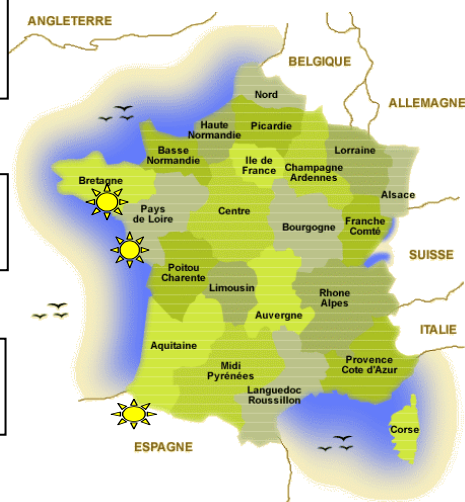 ANGLETERRE
BELGIQUE
ALLEMAGNE
Nord
Haute
Normandie
Picardie
Basse
Normandie
Ile de
France
Champagne
Ardennes
Lorraine
Alsace
Bretagne
Pays
de Loire
Centre
Bourgogne
Franche
Comté
SUISSE
Poitou
Charente
Limousin
Auvergne
Rhone
Alpes
ITALIE
Aquitaine
Midi
Pyrénées
Languedoc
Roussillon
Provence
Cote d'Azur
Corse
ESPAGNE